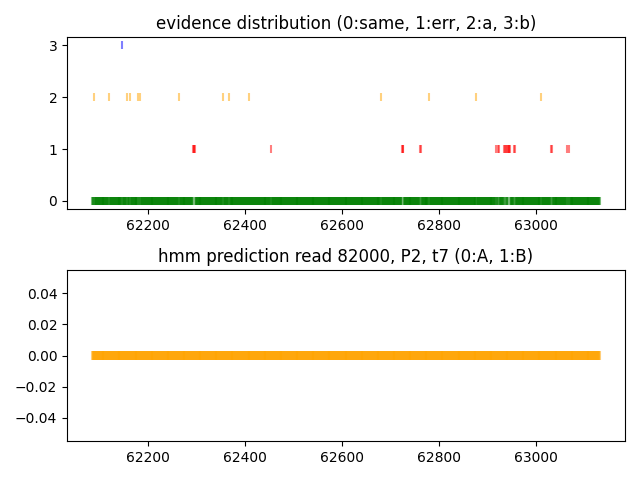 evidence distribution (0:same, 1:err, 2:a, 3:b)
3
2
1
0
62200 62400 62600 62800 63000
hmm prediction read 82000, P2, t7 (0:A, 1:B)
0.04
0.02
0.00
−0.02
−0.04
62200 62400 62600 62800 63000